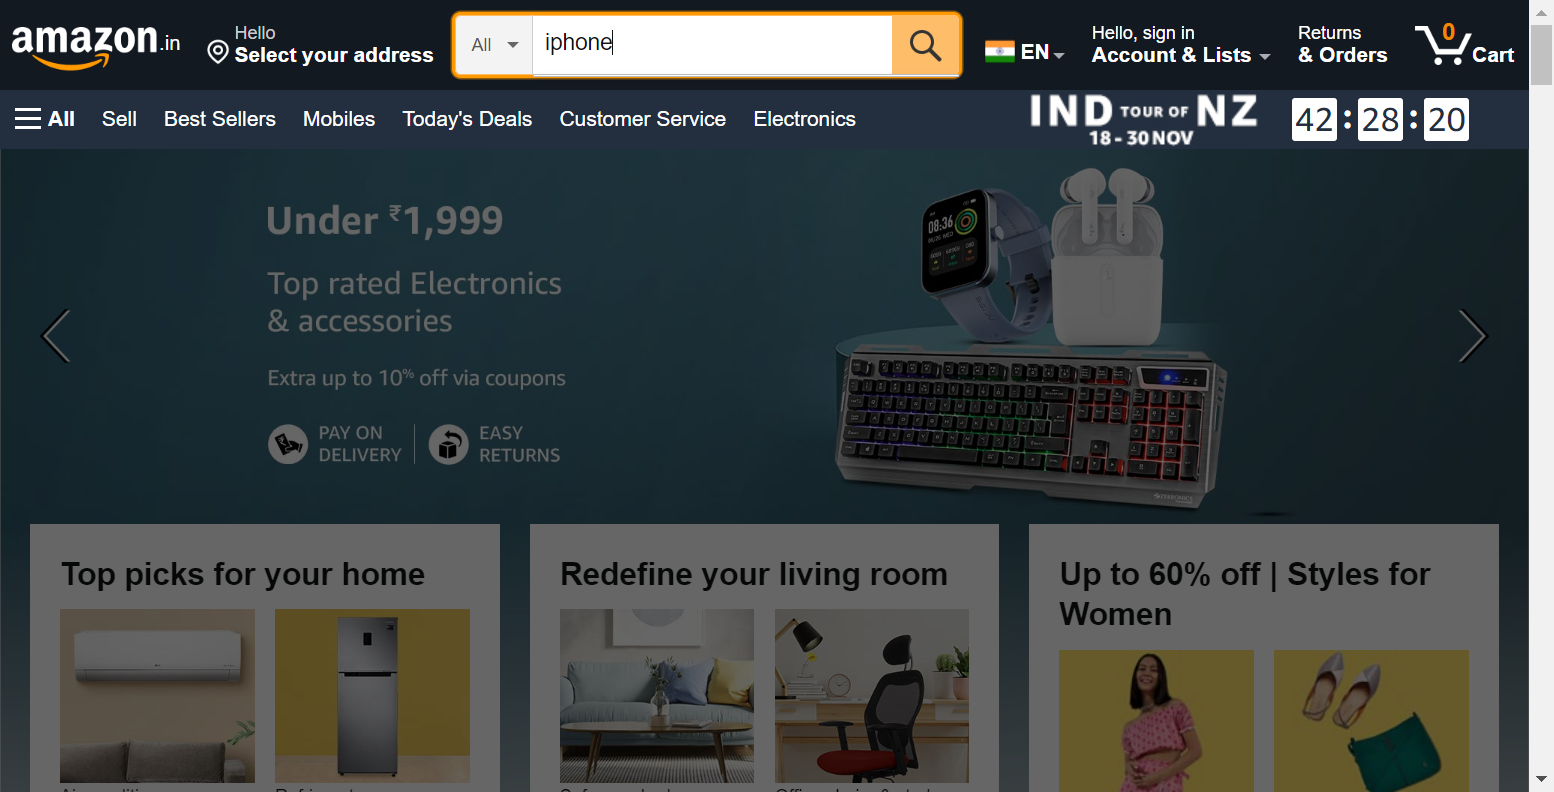 amazon.in
Hello
Select your address
All
iphone
EN
Hello, sign in
Account & Lists
Returns
& Orders
0
Cart
All
Sell
Best Sellers
Mobiles
Today's Deals
Customer Service
Electronics
IND TOUR OF NZ
18 - 30 NOV
42 : 28 : 20
Under ₹1,999
Top rated Electronics
& accessories
Extra up to 10% off via coupons
PAY ON
DELIVERY
EASY
RETURNS
08:36
Top picks for your home
Redefine your living room
Up to 60% off | Styles for
Women